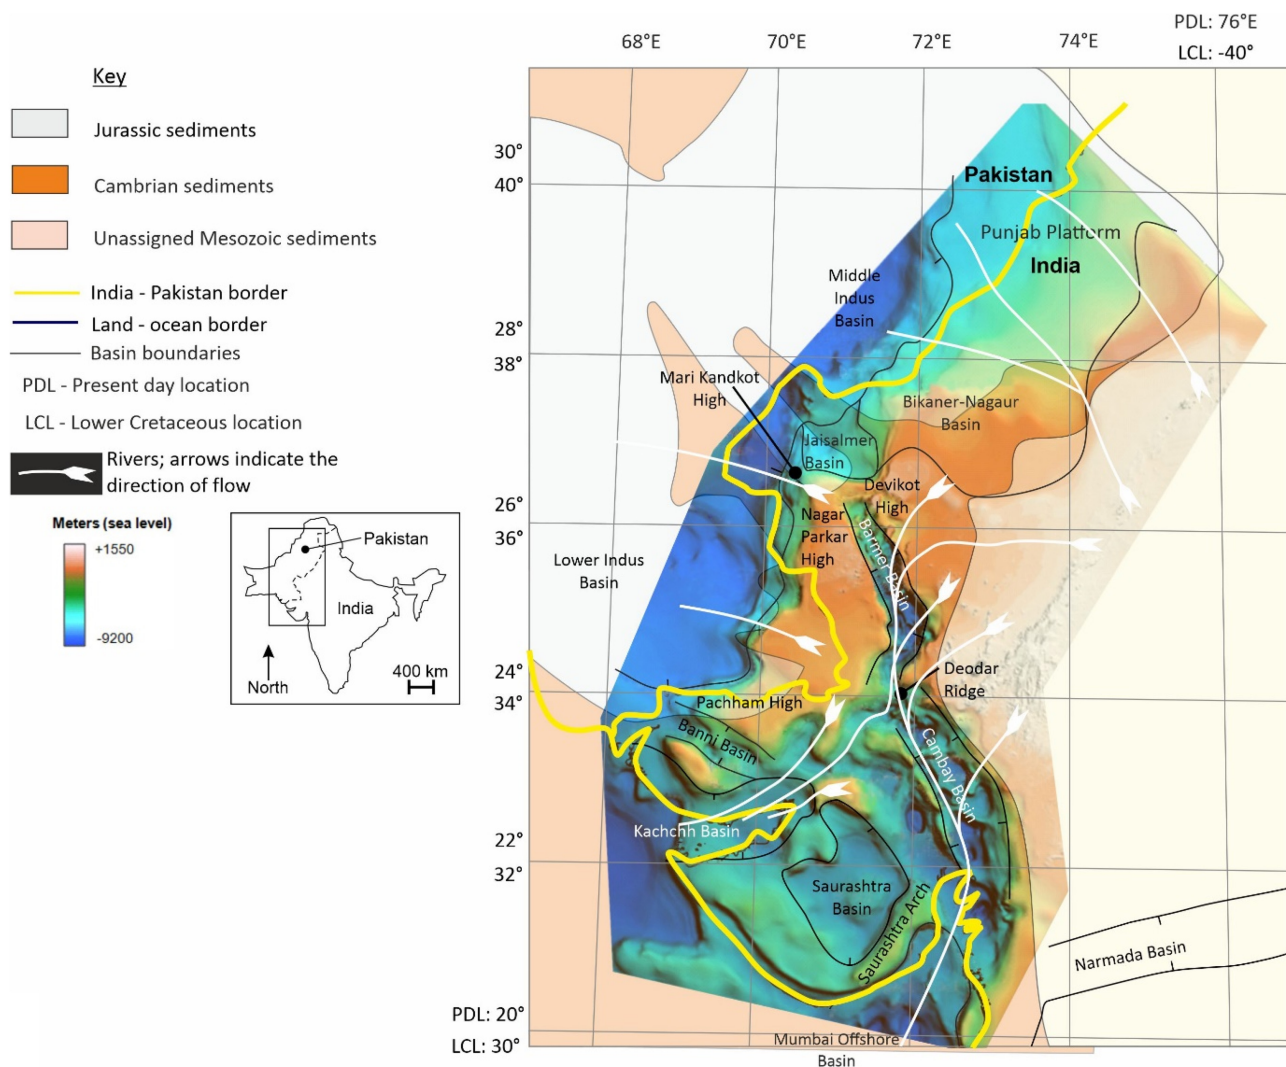 PDL: 76°E
68°E 70°E 72°E 74°E
LCL: -40°
Key
Jurassic sediments
Cambrian sediments
Unassigned Mesozoic sediments
India - Pakistan border
Land - ocean border
Basin boundaries
PDL - Present day location
LCL - Lower Cretaceous location
Rivers; arrows indicate the
direction of flow
Meters (sea level)
+1550
-9200
Pakistan
India
North
400 km
30°
40°
28°
38°
26°
36°
24°
34°
22°
32°
PDL: 20°
LCL: 30°
Pakistan
Punjab Platform
India
Middle
Indus
Basin
Mari Kandkot
High
Bikaner-Nagaur
Basin
Jaisalmer
Basin
Devikot
High
Nagar
Parkar
High
Barmer Basin
Lower Indus
Basin
Deodar
Ridge
Pachham High
Banni Basin
Cambay Basin
Kachchh Basin
Saurashtra
Basin
Saurashtra Arch
Narmada Basin
Mumbai Offshore
Basin